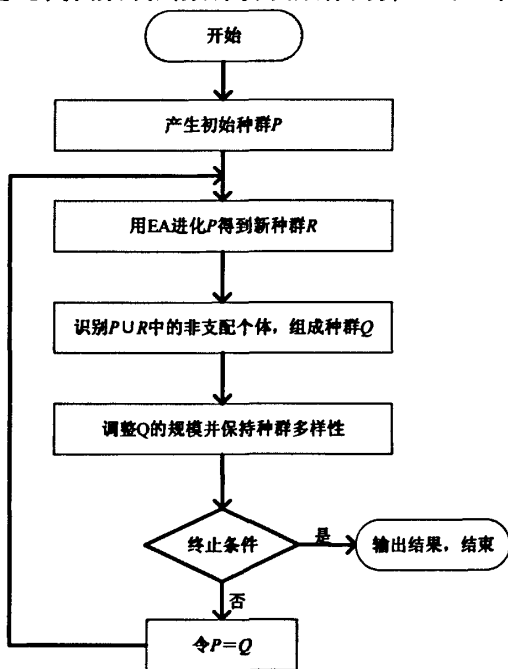 开始
产生初始种群P
用EA进化P得到新种群R
识别P∪R中的非支配个体，组成种群Q
调整Q的规模并保持种群多样性
终止条件
是
输出结果，结束
否
令P＝Q